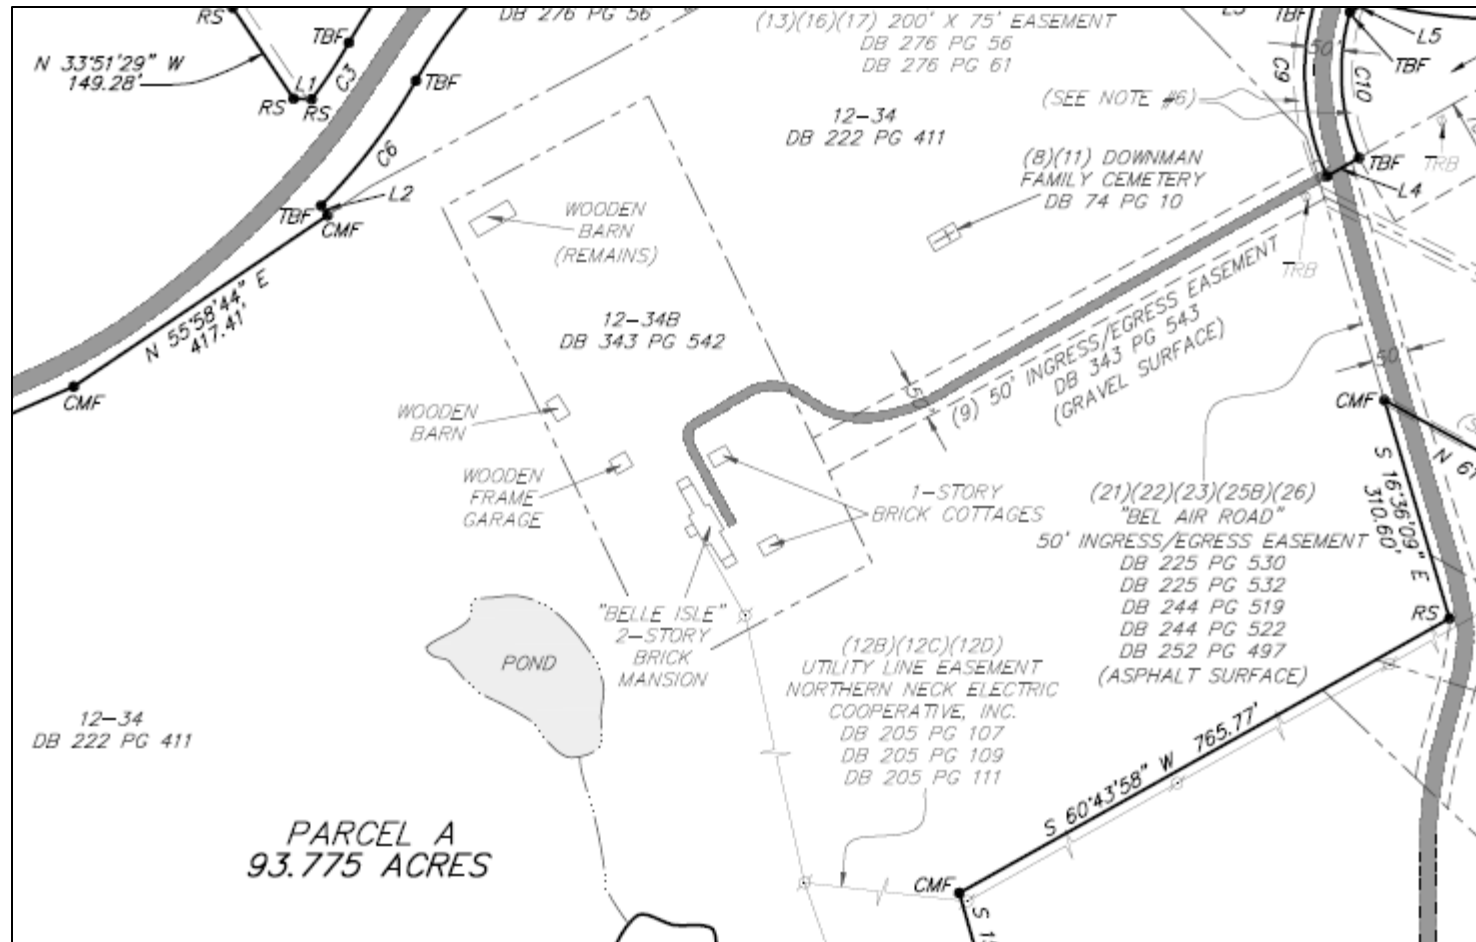 DB 276 PG 56
RS
TBF
N 33°51'29" W
149.28'
L1
C3
RS
RS
TBF
C6
L2
TBF
CMF
N 55°58'44" E
417.41'
CMF
(13)(16)(17) 200' X 75' EASEMENT
DB 276 PG 56
DB 276 PG 61
12-34
DB 222 PG 411
(SEE NOTE #6)
(8)(11) DOWNMAN
FAMILY CEMETERY
DB 74 PG 10
TBF
L5
TBF
50'
C9
C10
TBF
TRB
L4
TRB
WOODEN
BARN
(REMAINS)
12-34B
DB 343 PG 542
WOODEN
BARN
WOODEN
FRAME
GARAGE
50'
(9) 50' INGRESS/EGRESS EASEMENT
DB 343 PG 543
(GRAVEL SURFACE)
50'
CMF
S 16°36'09" E
310.60'
1-STORY
BRICK COTTAGES
(21)(22)(23)(25B)(26)
"BEL AIR ROAD"
50' INGRESS/EGRESS EASEMENT
DB 225 PG 530
DB 225 PG 532
DB 244 PG 519
DB 244 PG 522
DB 252 PG 497
(ASPHALT SURFACE)
RS
"BELLE ISLE"
2-STORY
BRICK
MANSION
POND
(12B)(12C)(12D)
UTILITY LINE EASEMENT
NORTHERN NECK ELECTRIC
COOPERATIVE, INC.
DB 205 PG 107
DB 205 PG 109
DB 205 PG 111
S 60°43'58" W 765.77'
12-34
DB 222 PG 411
PARCEL A
93.775 ACRES
CMF